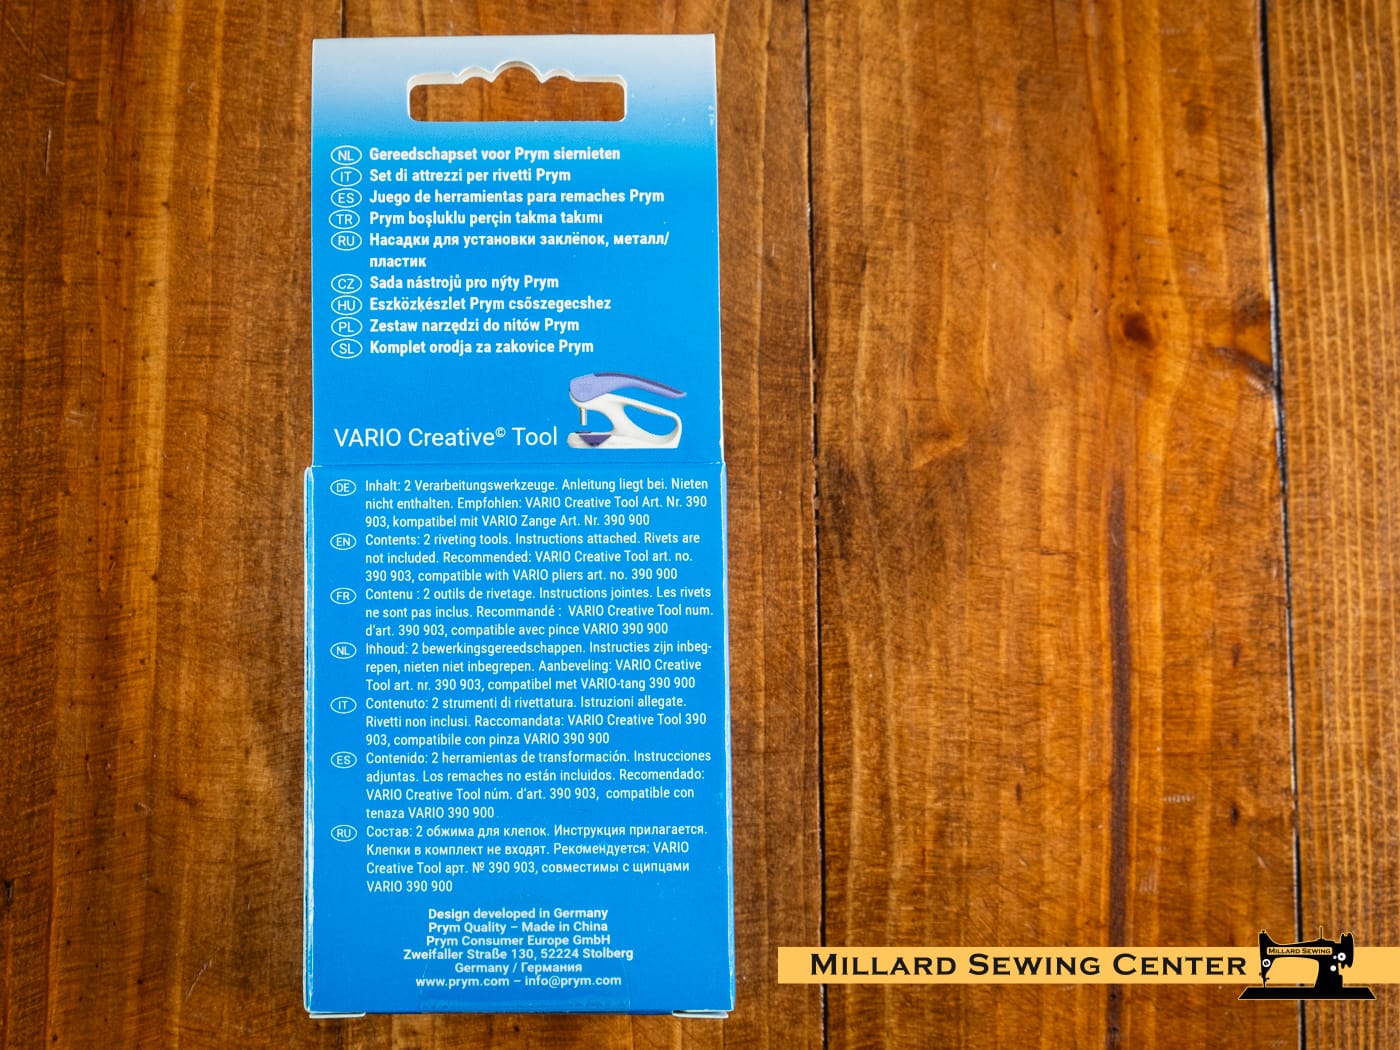 NL Gereedschapset voor Prym siernieten
IT Set di attrezzi per rivetti Prym
ES Juego de herramientas para remaches Prym
TR Prym boşluklu perçin takma takımı
RU Насадки для установки заклёпок, металл/
пластик
CZ Sada nástrojů pro nýty Prym
HU Eszközkészlet Prym csőszegecshez
PL Zestaw narzędzi do nitów Prym
SL Komplet orodja za zakovice Prym
VARIO Creative© Tool
DE Inhalt: 2 Verarbeitungswerkzeuge. Anleitung liegt bei. Nieten
nicht enthalten. Empfohlen: VARIO Creative Tool Art. Nr. 390
903, kompatibel mit VARIO Zange Art. Nr. 390 900
EN Contents: 2 riveting tools. Instructions attached. Rivets are
not included. Recommended: VARIO Creative Tool art. no.
390 903, compatible with VARIO pliers art. no. 390 900
FR Contenu : 2 outils de rivetage. Instructions jointes. Les rivets
ne sont pas inclus. Recommandé : VARIO Creative Tool num.
d'art. 390 903, compatible avec pince VARIO 390 900
NL Inhoud: 2 bewerkingsgereedschappen. Instructies zijn inbeg-
repen, nieten niet inbegrepen. Aanbeveling: VARIO Creative
Tool art. nr. 390 903, compatibel met VARIO-tang 390 900
IT Contenuto: 2 strumenti di rivettatura. Istruzioni allegate.
Rivetti non inclusi. Raccomandata: VARIO Creative Tool 390
903, compatibile con pinza VARIO 390 900
ES Contenido: 2 herramientas de transformación. Instrucciones
adjuntas. Los remaches no están incluidos. Recomendado:
VARIO Creative Tool núm. d'art. 390 903, compatible con
tenaza VARIO 390 900
RU Состав: 2 обжима для клепок. Инструкция прилагается.
Клепки в комплект не входят. Рекомендуется: VARIO
Creative Tool арт. № 390 903, совместимы с щипцами
VARIO 390 900
Design developed in Germany
Prym Quality – Made in China
Prym Consumer Europe GmbH
Zweifaller Straße 130, 52224 Stolberg
Germany / Германия
www.prym.com – info@prym.com
MILLARD SEWING CENTER
MILLARD SEWING